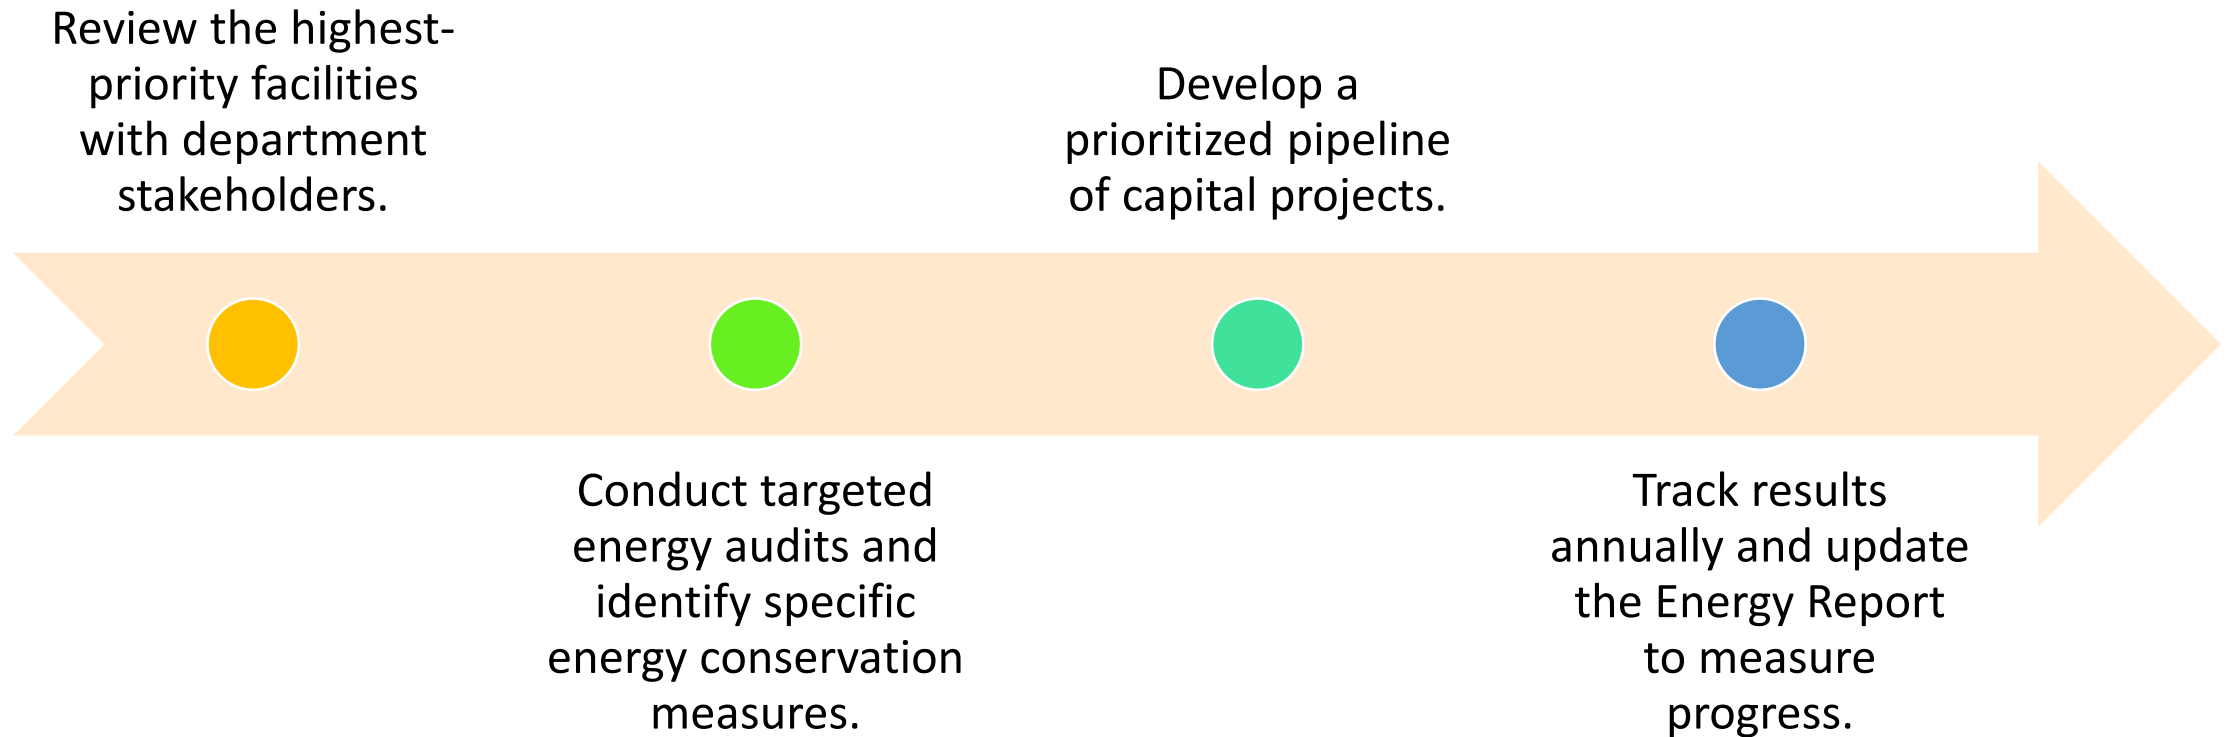 Review the highest-
priority facilities
with department
stakeholders.
Conduct targeted
energy audits and
identify specific
energy conservation
measures.
Develop a
prioritized pipeline
of capital projects.
Track results
annually and update
the Energy Report
to measure
progress.